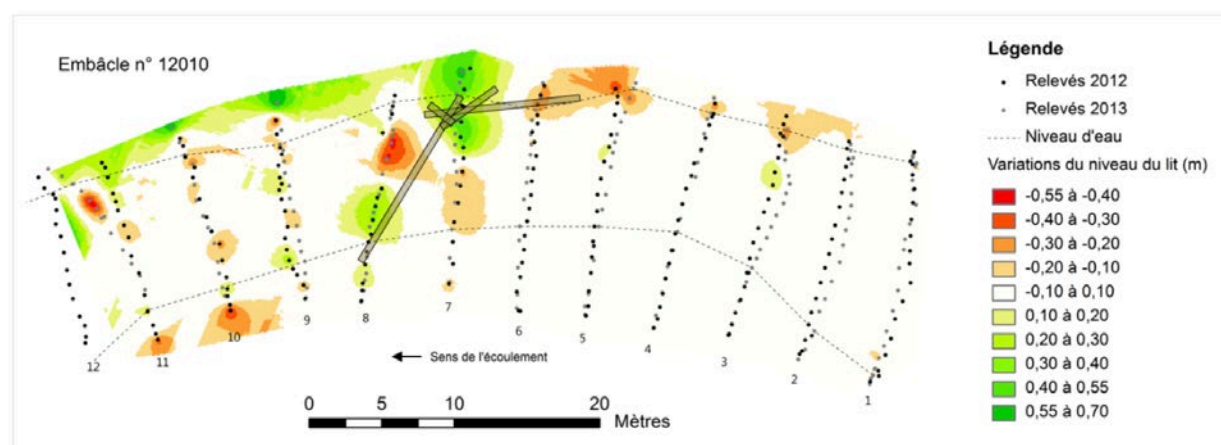 Embâcle n° 12010
12
11
10
9
8
7
6
5
4
3
2
1
Sens de l'écoulement
0 5 10 20
Mètres
Légende
Relevés 2012
Relevés 2013
Niveau d'eau
Variations du niveau du lit (m)
-0,55 à -0,40
-0,40 à -0,30
-0,30 à -0,20
-0,20 à -0,10
-0,10 à 0,10
0,10 à 0,20
0,20 à 0,30
0,30 à 0,40
0,40 à 0,55
0,55 à 0,70